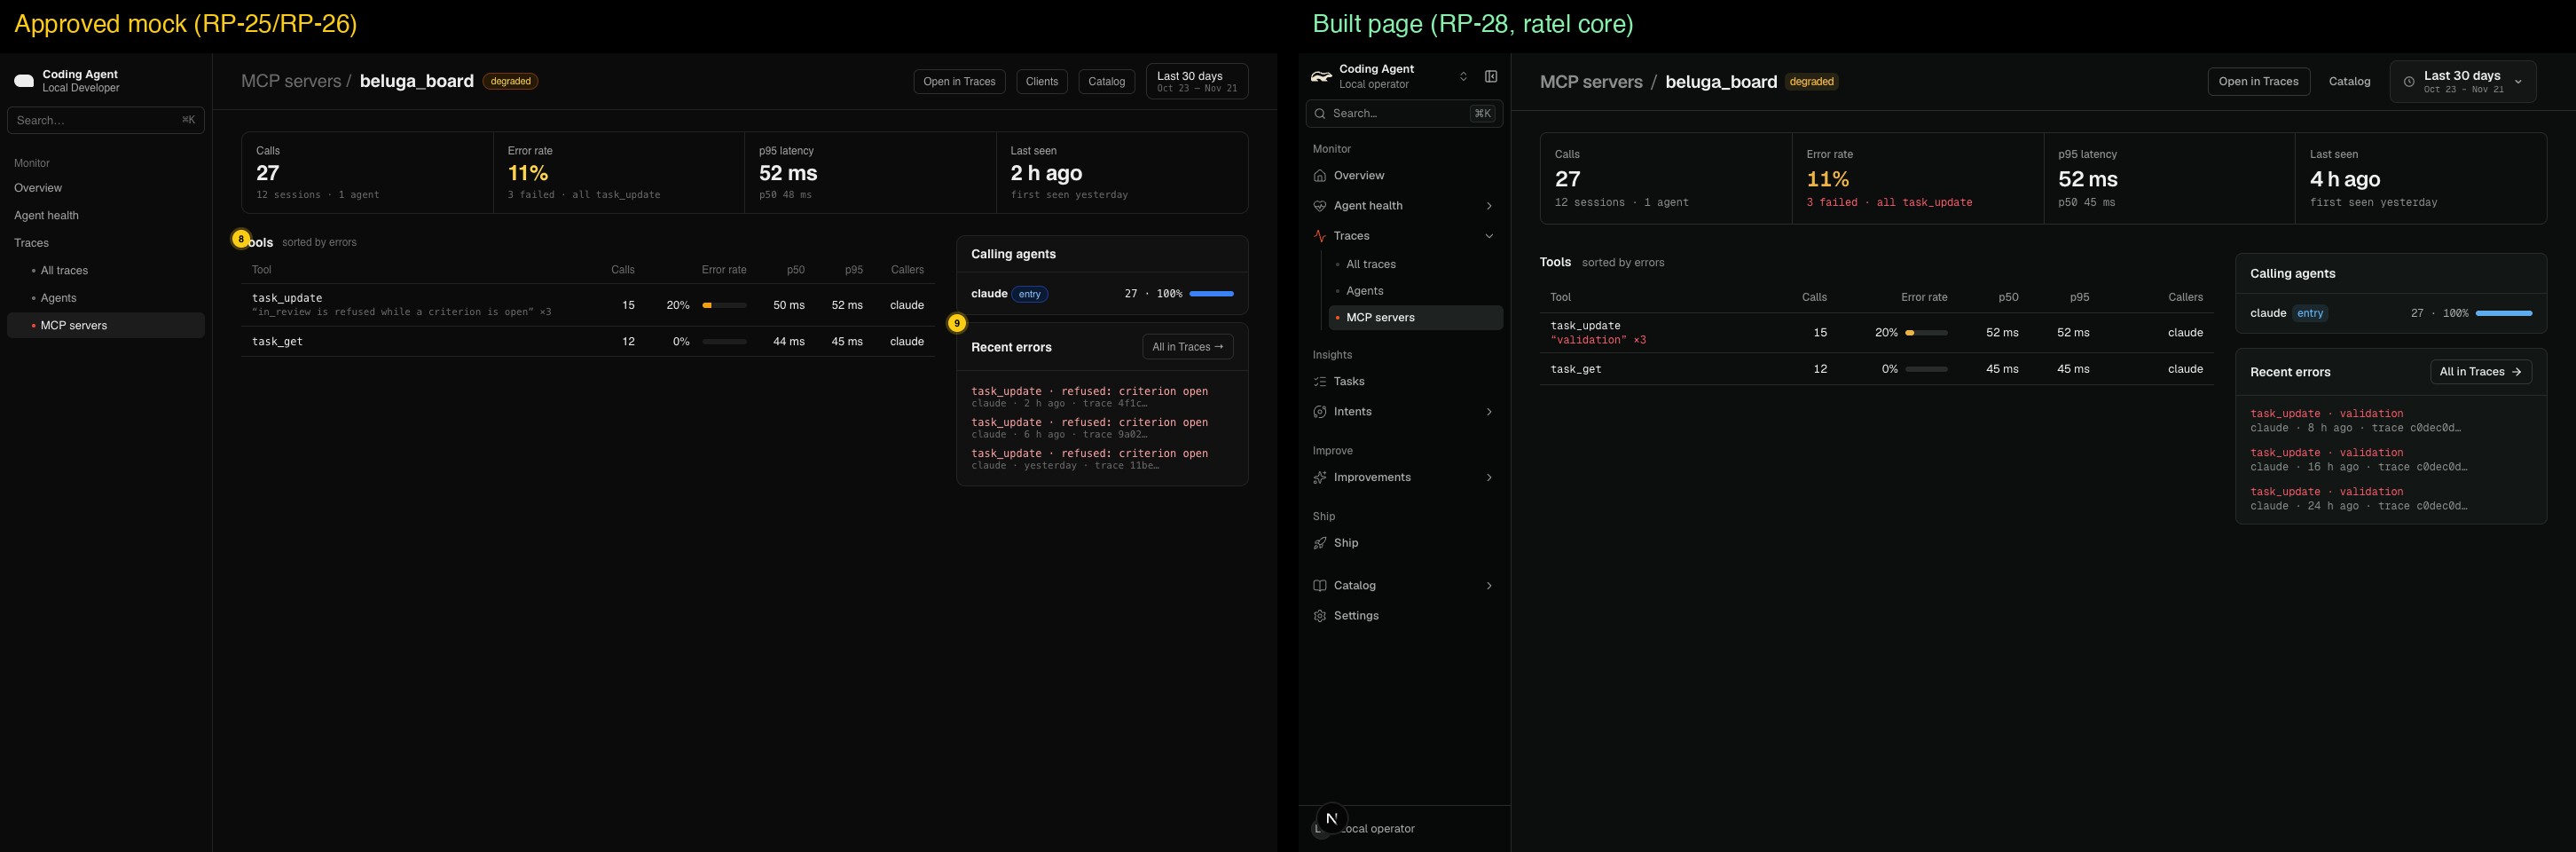 Approved mock (RP-25/RP-26)
Coding Agent
Local Developer
Search...
⌘K
Monitor
Overview
Agent health
Traces
All traces
Agents
MCP servers
MCP servers / beluga_board degraded
Open in Traces
Clients
Catalog
Last 30 days
Oct 23 – Nov 21
Calls
27
12 sessions · 1 agent
Error rate
11%
3 failed · all task_update
p95 latency
52 ms
p50 48 ms
Last seen
2 h ago
first seen yesterday
8
ools sorted by errors
Tool Calls Error rate p50 p95 Callers
task_update 15 20% 50 ms 52 ms claude
“in_review is refused while a criterion is open” ×3
task_get 12 0% 44 ms 45 ms claude
Calling agents
claude entry 27 · 100%
9
Recent errors
All in Traces →
task_update · refused: criterion open
claude · 2 h ago · trace 4f1c…
task_update · refused: criterion open
claude · 6 h ago · trace 9a02…
task_update · refused: criterion open
claude · yesterday · trace 11be…
Built page (RP-28, ratel core)
Coding Agent
Local operator
Search...
⌘K
Monitor
Overview
Agent health
Traces
All traces
Agents
MCP servers
Insights
Tasks
Intents
Improve
Improvements
Ship
Ship
Catalog
Settings
N
ocal operator
MCP servers / beluga_board degraded
Open in Traces
Catalog
Last 30 days
Oct 23 - Nov 21
Calls
27
12 sessions · 1 agent
Error rate
11%
3 failed · all task_update
p95 latency
52 ms
p50 45 ms
Last seen
4 h ago
first seen yesterday
Tools sorted by errors
Tool Calls Error rate p50 p95 Callers
task_update 15 20% 52 ms 52 ms claude
"validation" ×3
task_get 12 0% 45 ms 45 ms claude
Calling agents
claude entry 27 · 100%
Recent errors
All in Traces →
task_update · validation
claude · 8 h ago · trace c0dec0d…
task_update · validation
claude · 16 h ago · trace c0dec0d…
task_update · validation
claude · 24 h ago · trace c0dec0d…